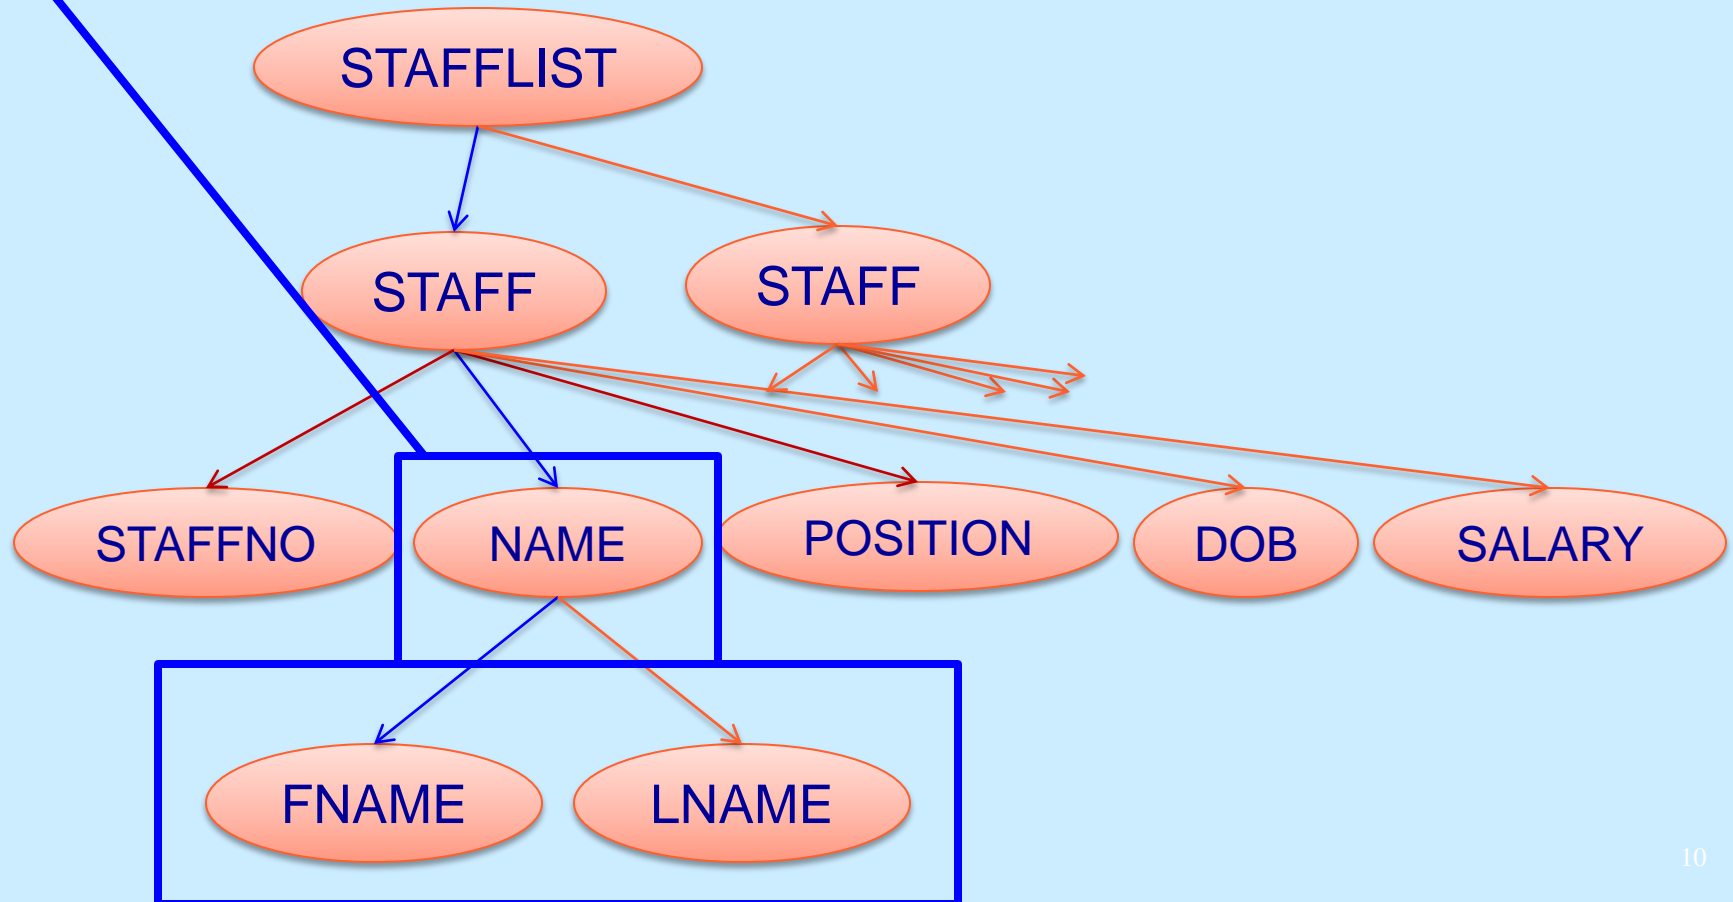 STAFFLIST
STAFF
STAFF
STAFFNO
NAME
POSITION
DOB
SALARY
FNAME
LNAME
10